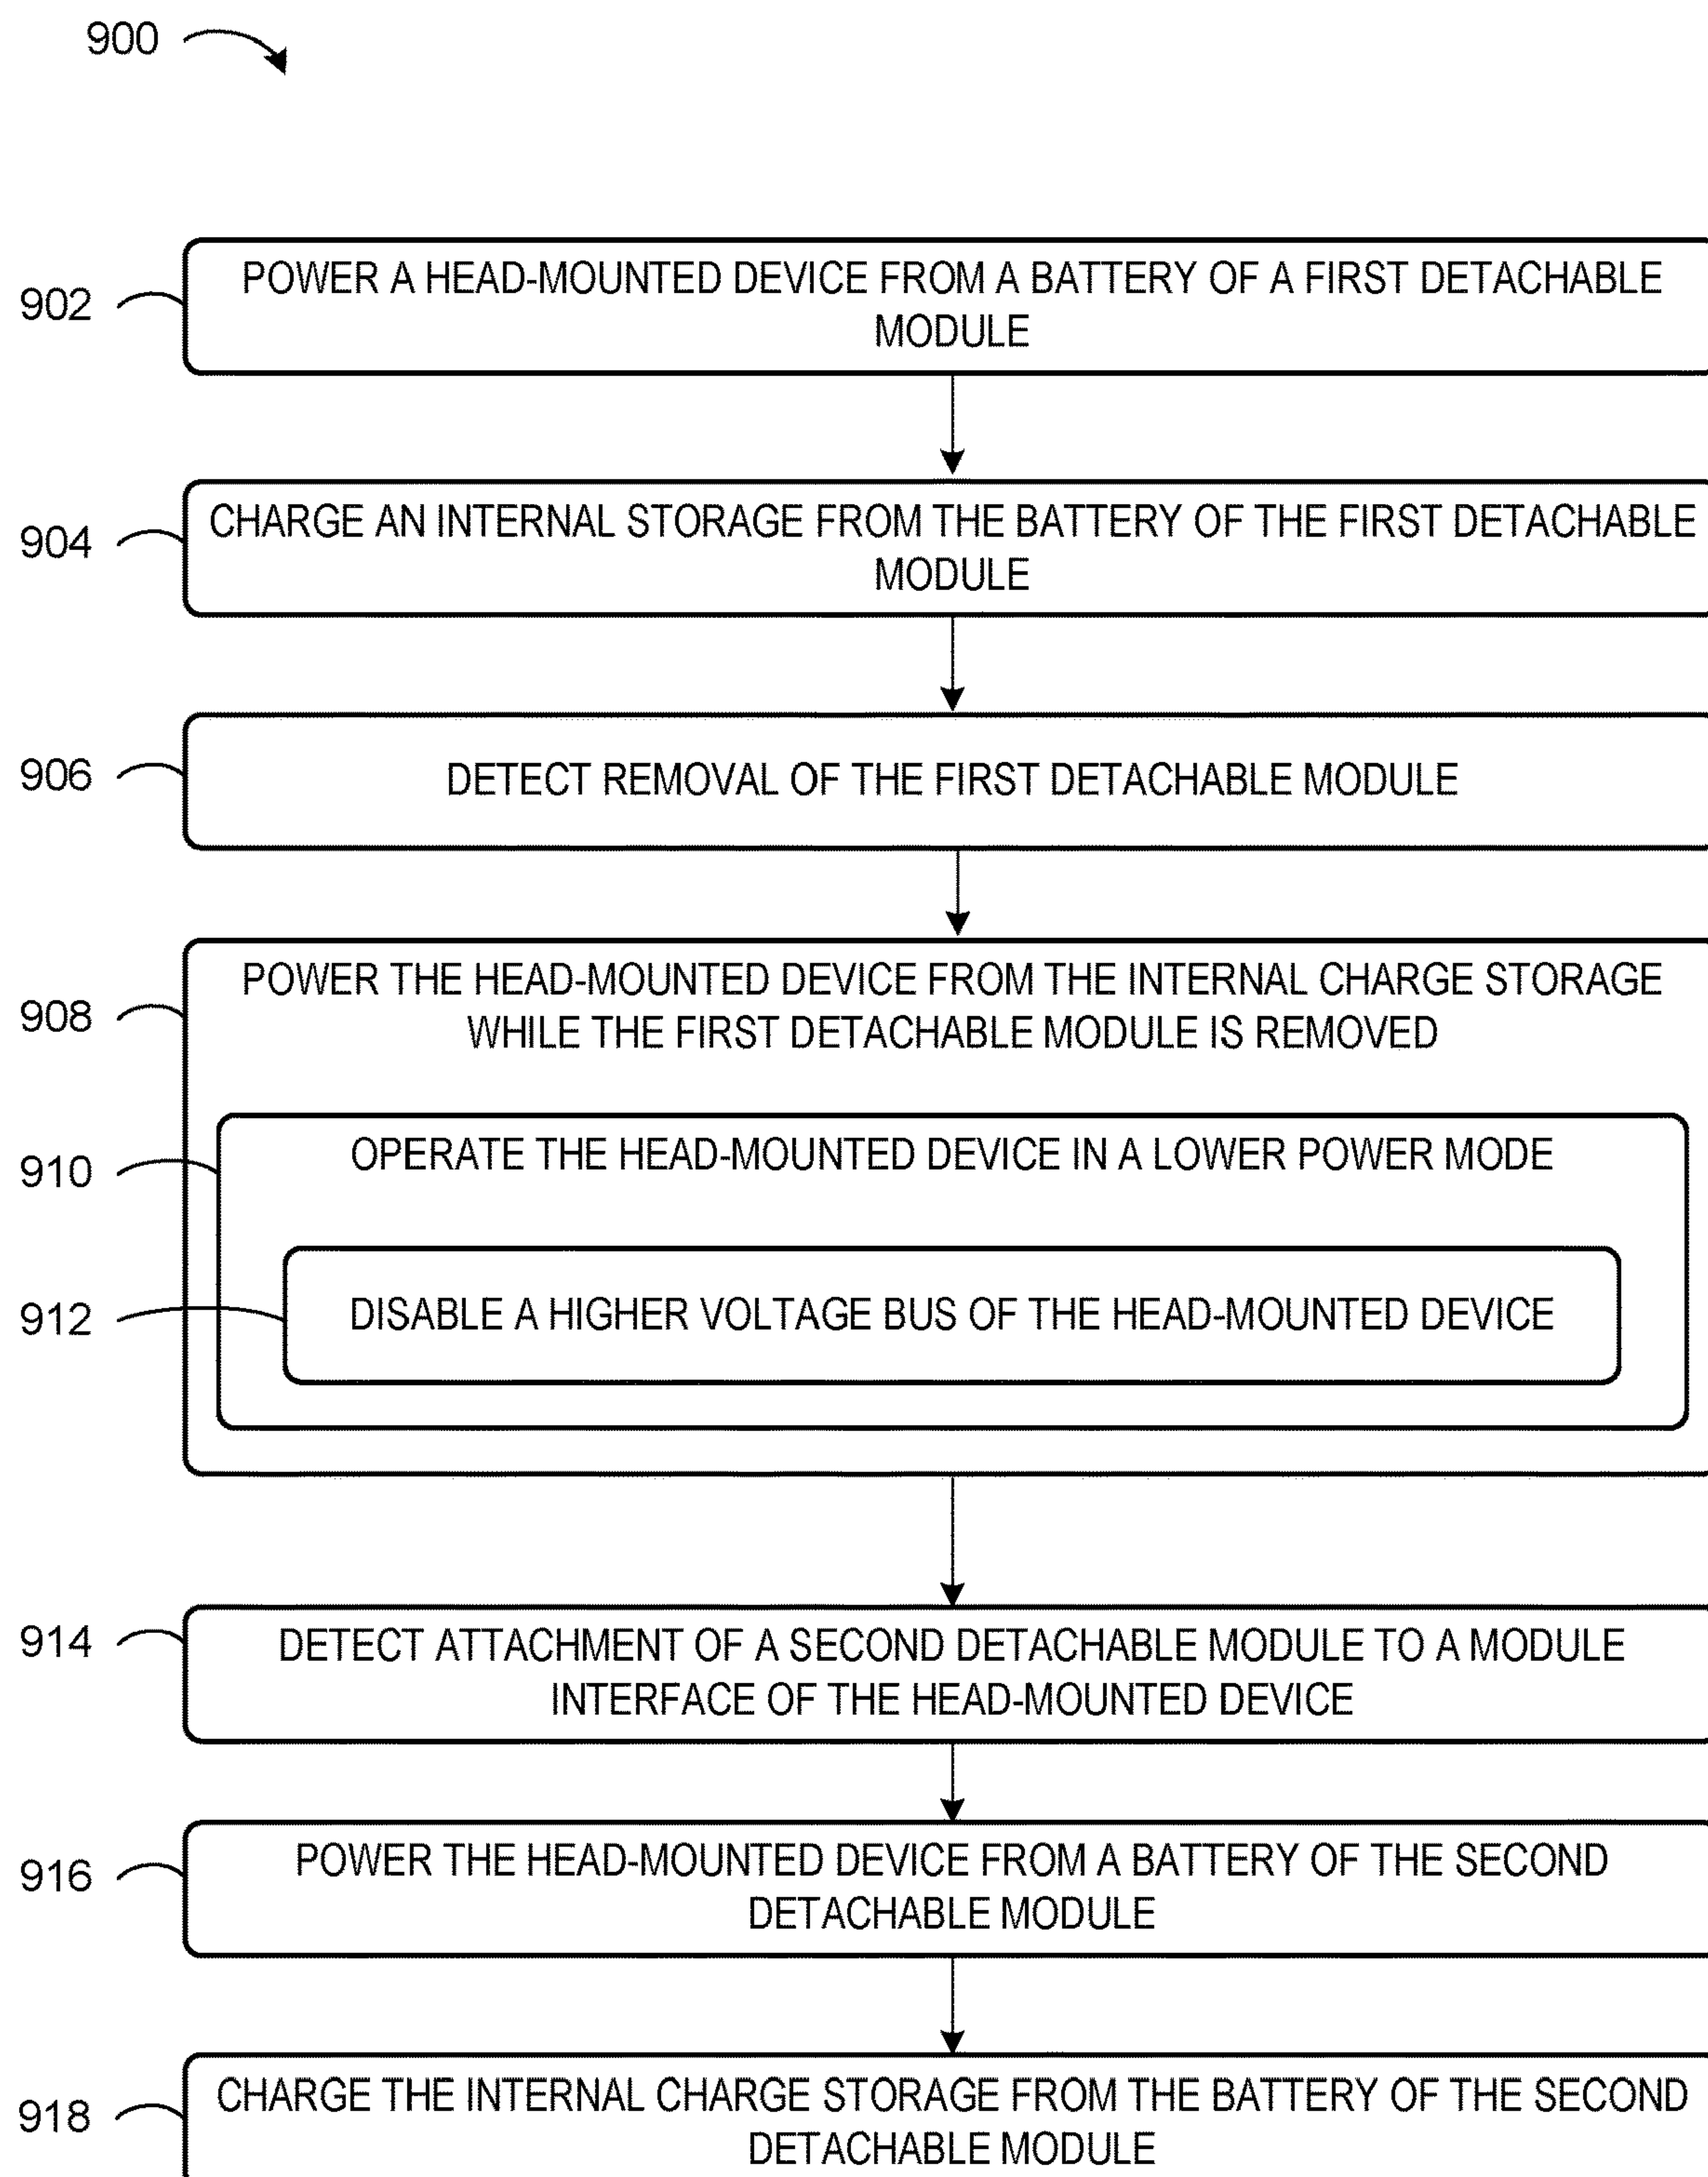 900
902
POWER A HEAD-MOUNTED DEVICE FROM A BATTERY OF A FIRST DETACHABLE
MODULE
904
CHARGE AN INTERNAL STORAGE FROM THE BATTERY OF THE FIRST DETACHABLE
MODULE
906
DETECT REMOVAL OF THE FIRST DETACHABLE MODULE
908
POWER THE HEAD-MOUNTED DEVICE FROM THE INTERNAL CHARGE STORAGE
WHILE THE FIRST DETACHABLE MODULE IS REMOVED
910
OPERATE THE HEAD-MOUNTED DEVICE IN A LOWER POWER MODE
912
DISABLE A HIGHER VOLTAGE BUS OF THE HEAD-MOUNTED DEVICE
914
DETECT ATTACHMENT OF A SECOND DETACHABLE MODULE TO A MODULE
INTERFACE OF THE HEAD-MOUNTED DEVICE
916
POWER THE HEAD-MOUNTED DEVICE FROM A BATTERY OF THE SECOND
DETACHABLE MODULE
918
CHARGE THE INTERNAL CHARGE STORAGE FROM THE BATTERY OF THE SECOND
DETACHABLE MODULE